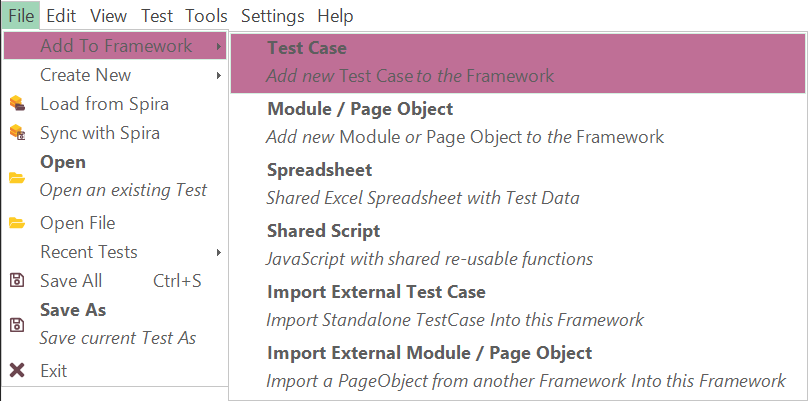 File Edit View Test Tools Settings Help
Add To Framework
Create New
Load from Spira
Sync with Spira
Open
Open an existing Test
Open File
Recent Tests
Save All Ctrl+S
Save As
Save current Test As
Exit
Test Case
Add new Test Case to the Framework
Module / Page Object
Add new Module or Page Object to the Framework
Spreadsheet
Shared Excel Spreadsheet with Test Data
Shared Script
JavaScript with shared re-usable functions
Import External Test Case
Import Standalone TestCase Into this Framework
Import External Module / Page Object
Import a PageObject from another Framework Into this Framework